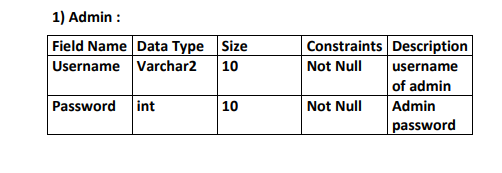 1) Admin :
Field Name Data Type Size Constraints Description
Username Varchar2 10 Not Null username
of admin
Password int 10 Not Null Admin
password